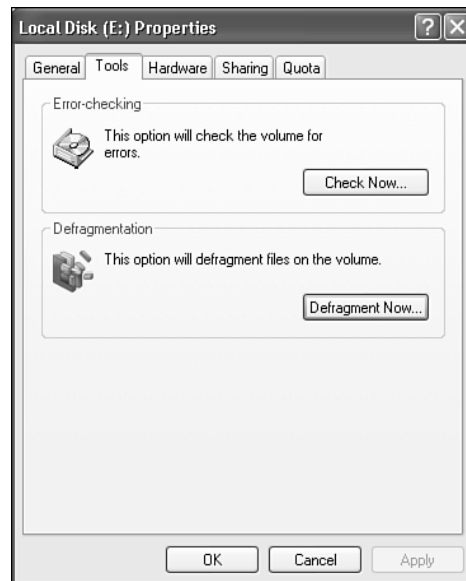 Local Disk (E:) Properties
General Tools Hardware Sharing Quota
Error-checking
This option will check the volume for
errors.
Check Now...
Defragmentation
This option will defragment files on the volume.
Defragment Now...
OK Cancel Apply